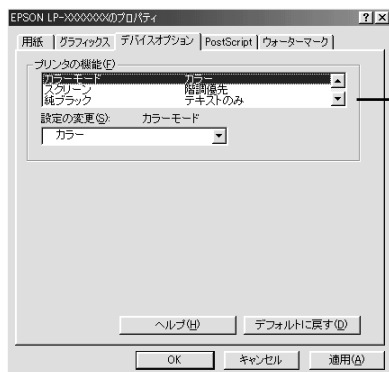 EPSON LP-XXXXXXXのプロパティ ? ×
用紙 グラフィックス デバイスオプション PostScript ウォーターマーク
プリンタの機能(F)
カラーモード カラー
スクリーン 階調優先
純ブラック テキストのみ
設定の変更(S): カラーモード
カラー
ヘルプ(H) デフォルトに戻す(D)
OK キャンセル 適用(A)